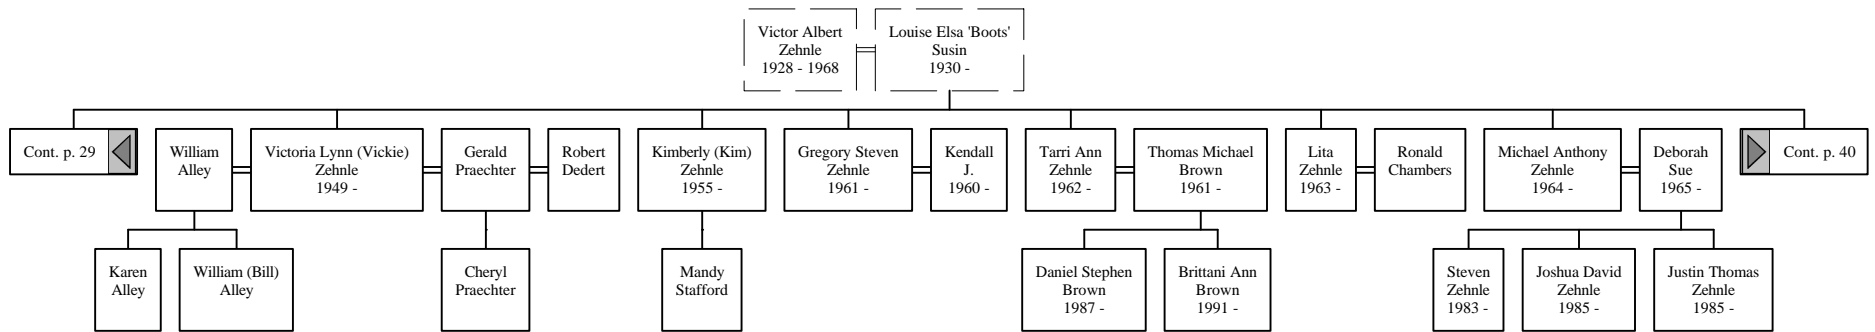 Victor Albert
Zehnle
1928 - 1968
Louise Elsa 'Boots'
Susin
1930 -
Cont. p. 29
William
Alley
Victoria Lynn (Vickie)
Zehnle
1949 -
Gerald
Praechter
Robert
Dedert
Kimberly (Kim)
Zehnle
1955 -
Gregory Steven
Zehnle
1961 -
Kendall
J.
1960 -
Tarri Ann
Zehnle
1962 -
Thomas Michael
Brown
1961 -
Lita
Zehnle
1963 -
Ronald
Chambers
Michael Anthony
Zehnle
1964 -
Deborah
Sue
1965 -
Cont. p. 40
Karen
Alley
William (Bill)
Alley
Cheryl
Praechter
Mandy
Stafford
Daniel Stephen
Brown
1987 -
Brittani Ann
Brown
1991 -
Steven
Zehnle
1983 -
Joshua David
Zehnle
1985 -
Justin Thomas
Zehnle
1985 -